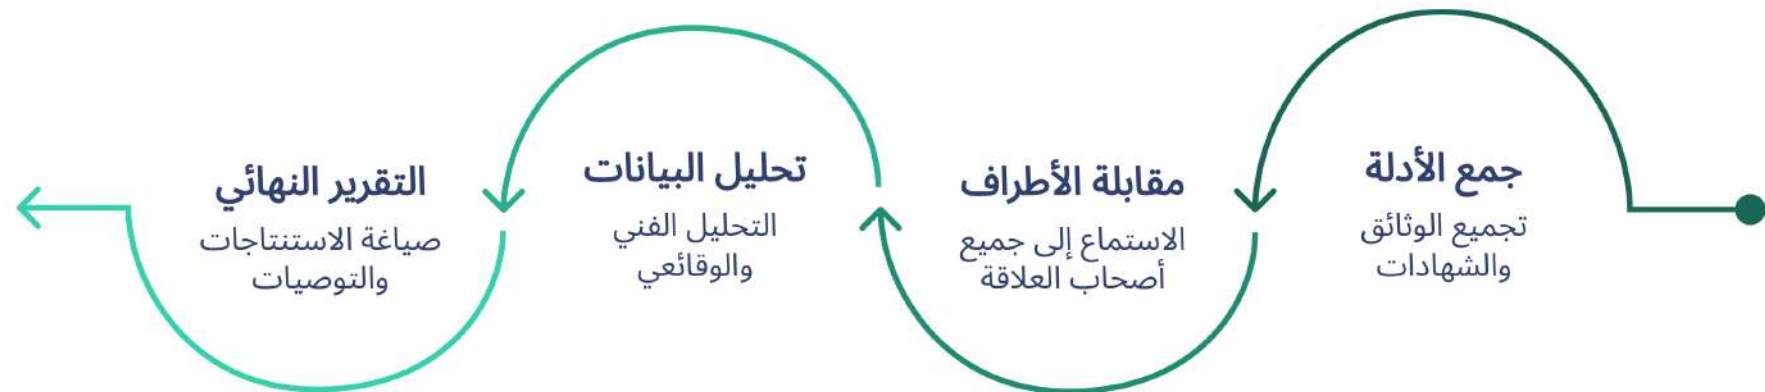 جمع الأدلة
تجميع الوثائق
والشهادات
مقابلة الأطراف
الاستماع إلى جميع
أصحاب العلاقة
تحليل البيانات
التحليل الفني
والوقائعي
التقرير النهائي
صياغة الاستنتاجات
والتوصيات